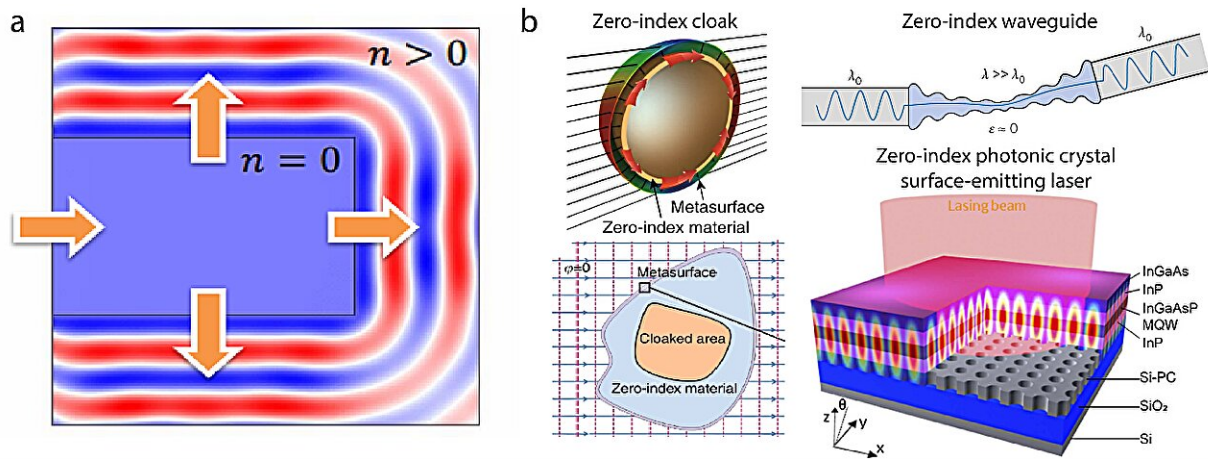 a
n > 0
n = 0
b
Zero-index cloak
Metasurface
Zero-index material
φ=0
Metasurface
Cloaked area
Zero-index material
Zero-index waveguide
λ₀
λ >> λ₀
λ₀
ε ≈ 0
Zero-index photonic crystal
surface-emitting laser
Lasing beam
InGaAs
InP
InGaAsP
MQW
InP
Si-PC
SiO₂
Si
z
θ
y
x